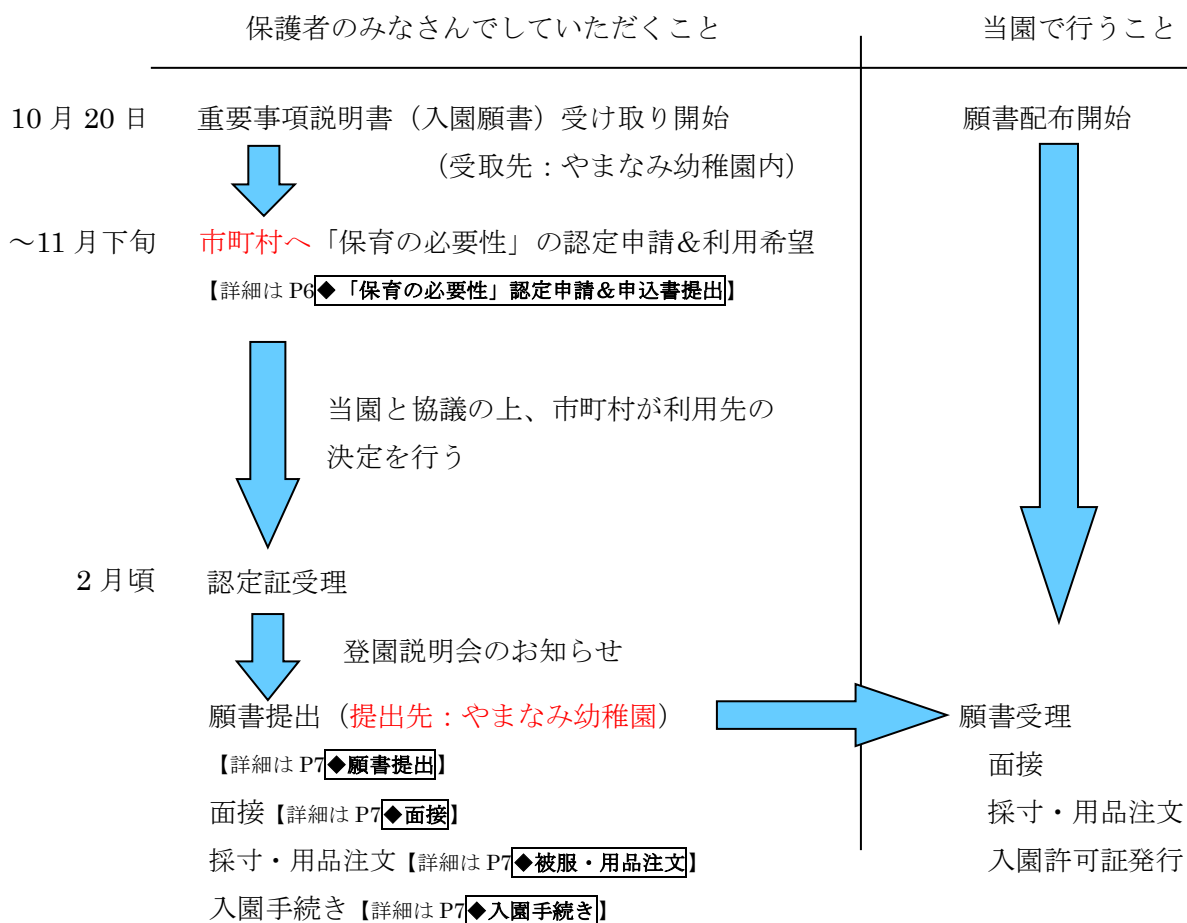 保護者のみなさんでしていただくこと 当園で行うこと
10月20日 重要事項説明書（入園願書）受け取り開始 願書配布開始
（受取先：やまなみ幼稚園内）
～11月下旬 市町村へ「保育の必要性」の認定申請＆利用希望
【詳細は P6◆「保育の必要性」認定申請＆申込書提出】
当園と協議の上、市町村が利用先の
決定を行う
2月頃 認定証受理
登園説明会のお知らせ
願書提出（提出先：やまなみ幼稚園） 願書受理
【詳細は P7◆願書提出】 面接
面接【詳細は P7◆面接】 採寸・用品注文
採寸・用品注文【詳細は P7◆被服・用品注文】 入園許可証発行
入園手続き【詳細は P7◆入園手続き】